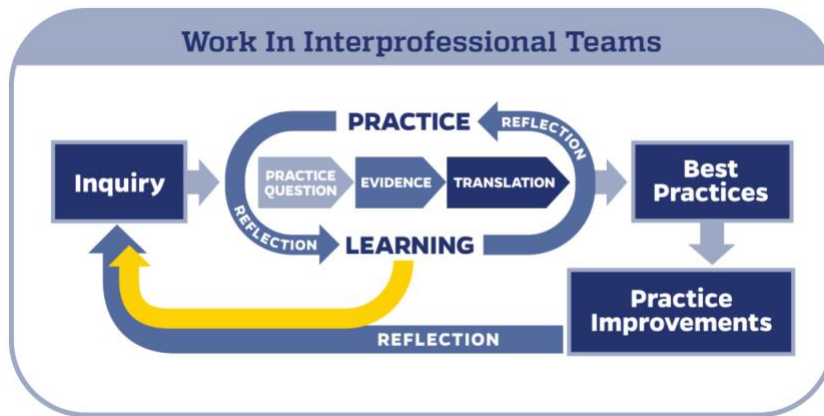 Work In Interprofessional Teams
PRACTICE
REFLECTION
Inquiry
PRACTICE
QUESTION
EVIDENCE
TRANSLATION
Best
Practices
REFLECTION
LEARNING
Practice
Improvements
REFLECTION